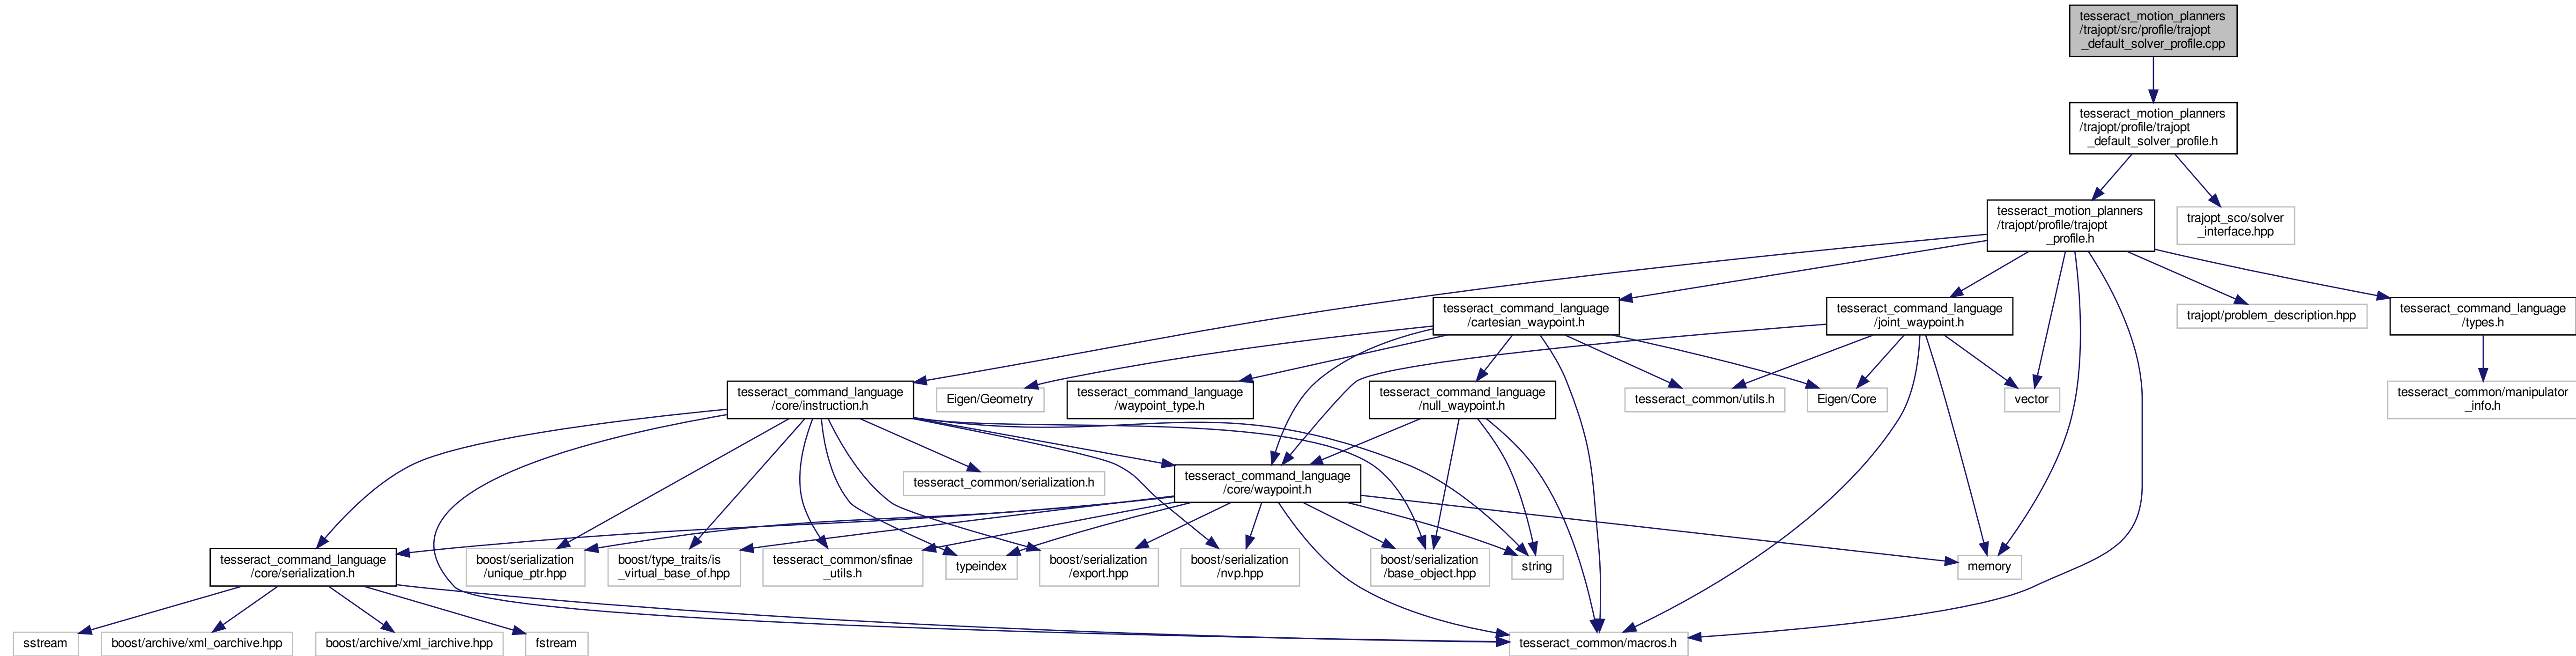 tesseract_motion_planners
/trajopt/src/profile/trajopt
_default_solver_profile.cpp
tesseract_motion_planners
/trajopt/profile/trajopt
_default_solver_profile.h
tesseract_motion_planners
/trajopt/profile/trajopt
_profile.h
trajopt_sco/solver
_interface.hpp
tesseract_command_language
/cartesian_waypoint.h
tesseract_command_language
/joint_waypoint.h
trajopt/problem_description.hpp
tesseract_command_language
/types.h
tesseract_command_language
/core/instruction.h
Eigen/Geometry
tesseract_command_language
/waypoint_type.h
tesseract_command_language
/null_waypoint.h
tesseract_common/utils.h
Eigen/Core
vector
tesseract_common/manipulator
_info.h
tesseract_common/serialization.h
tesseract_command_language
/core/waypoint.h
tesseract_command_language
/core/serialization.h
boost/serialization
/unique_ptr.hpp
boost/type_traits/is
_virtual_base_of.hpp
tesseract_common/sfinae
_utils.h
typeindex
boost/serialization
/export.hpp
boost/serialization
/nvp.hpp
boost/serialization
/base_object.hpp
string
memory
sstream
boost/archive/xml_oarchive.hpp
boost/archive/xml_iarchive.hpp
fstream
tesseract_common/macros.h